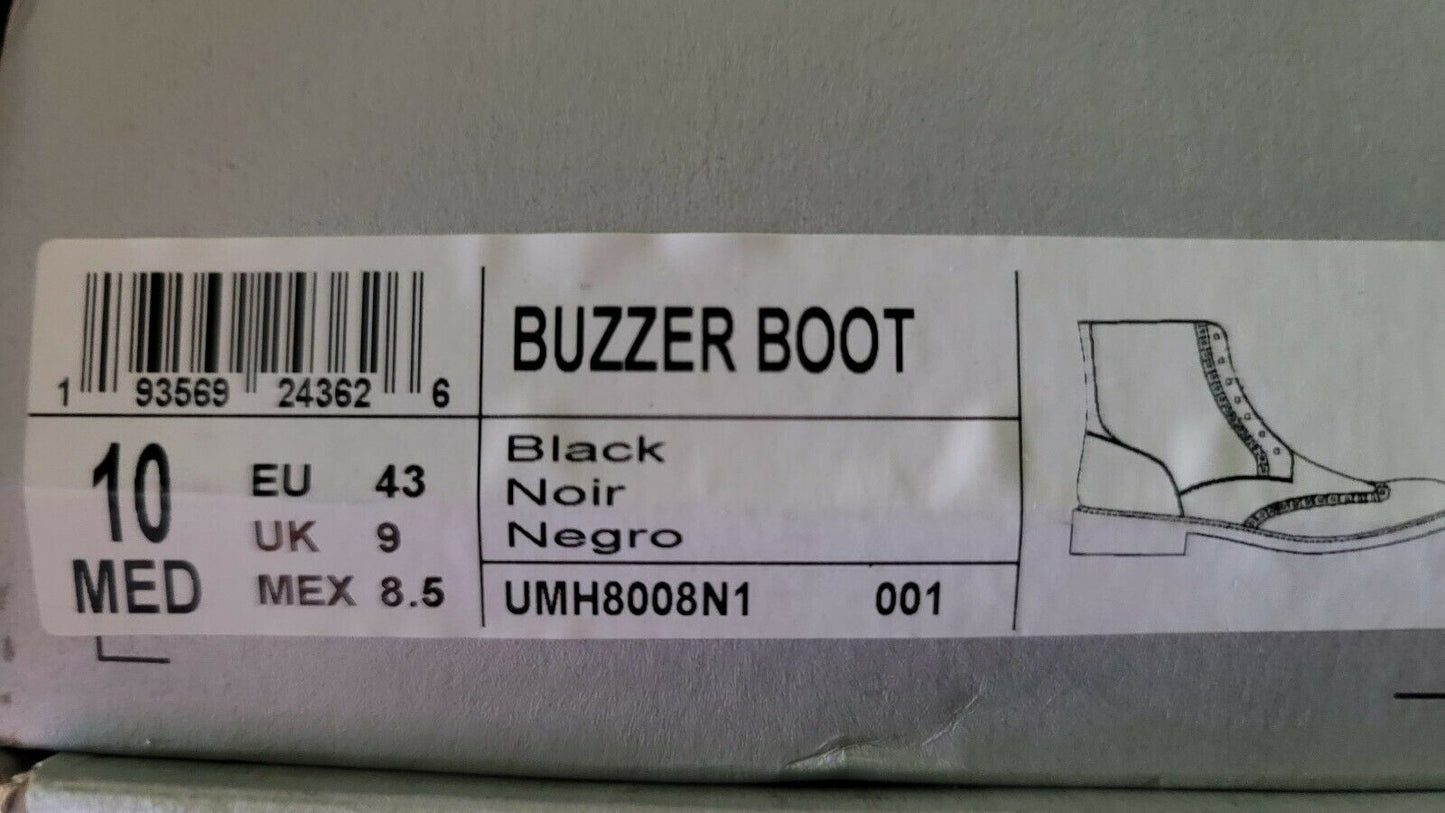 1 93569 24362 6
BUZZER BOOT
10
MED
EU 43
UK 9
MEX 8.5
Black
Noir
Negro
UMH8008N1 001